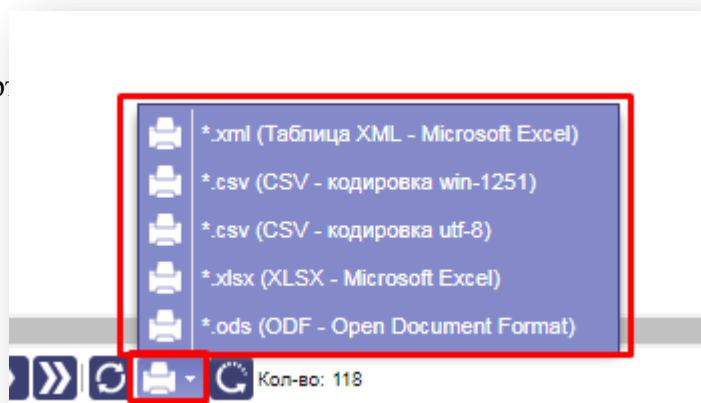 *.xml (Таблица XML - Microsoft Excel)
*.csv (CSV - кодировка win-1251)
*.csv (CSV - кодировка utf-8)
*.xlsx (XLSX - Microsoft Excel)
*.ods (ODF - Open Document Format)
Кол-во: 118